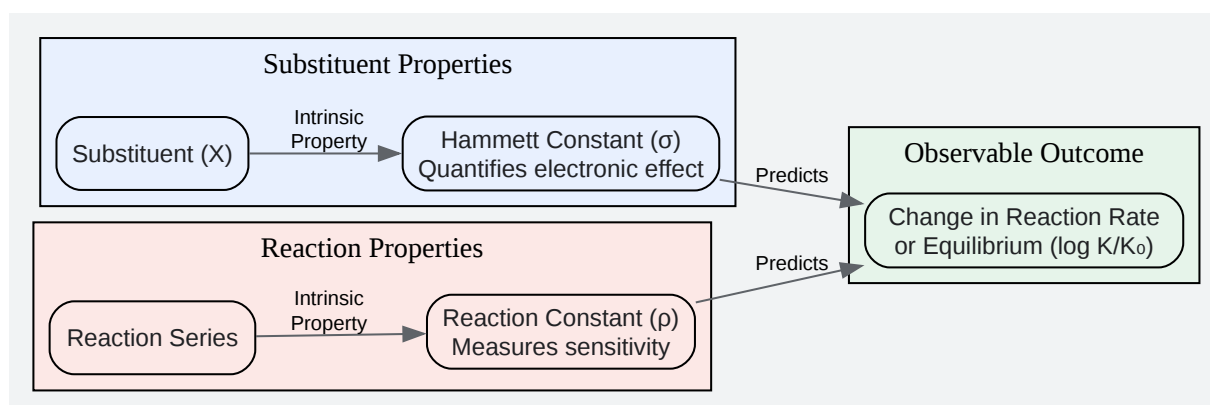 Substituent Properties
Substituent (X)
Intrinsic
Property
Hammett Constant (σ)
Quantifies electronic effect
Predicts
Reaction Properties
Reaction Series
Intrinsic
Property
Reaction Constant (ρ)
Measures sensitivity
Predicts
Observable Outcome
Change in Reaction Rate
or Equilibrium (log K/K₀)